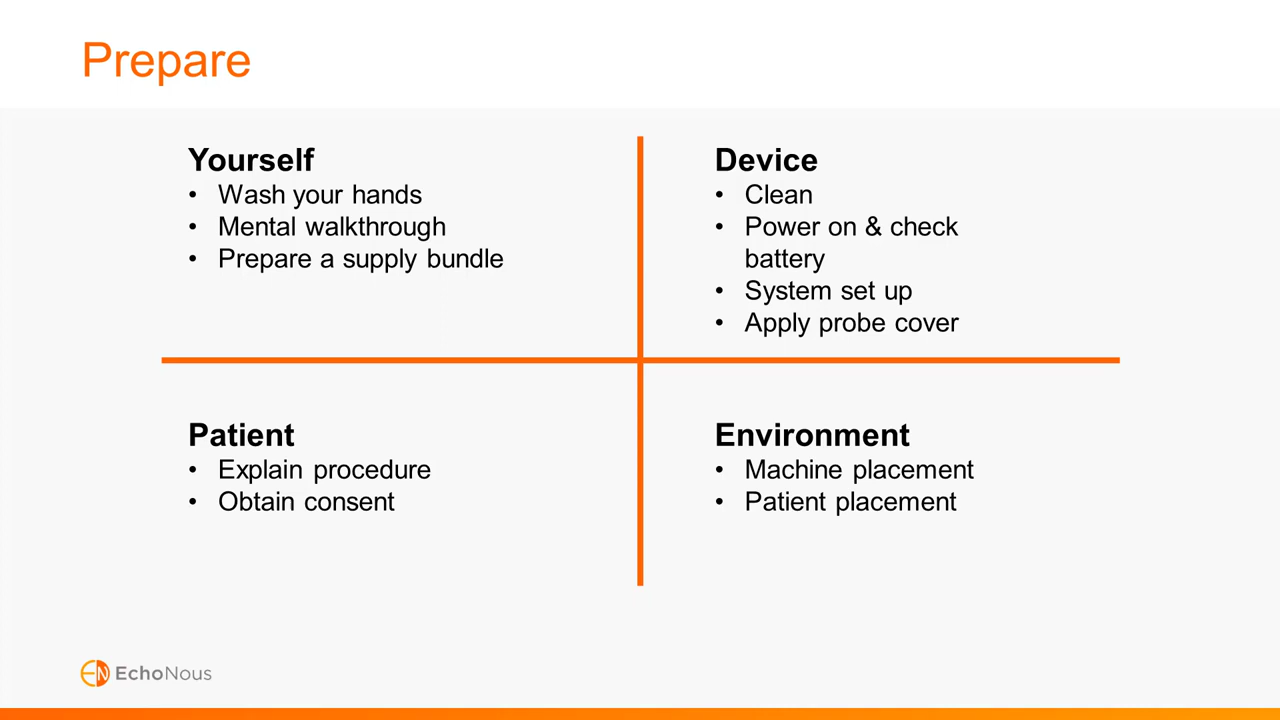 Prepare
Yourself
• Wash your hands
• Mental walkthrough
• Prepare a supply bundle
Device
• Clean
• Power on & check
battery
• System set up
• Apply probe cover
Patient
• Explain procedure
• Obtain consent
Environment
• Machine placement
• Patient placement
EN EchoNous